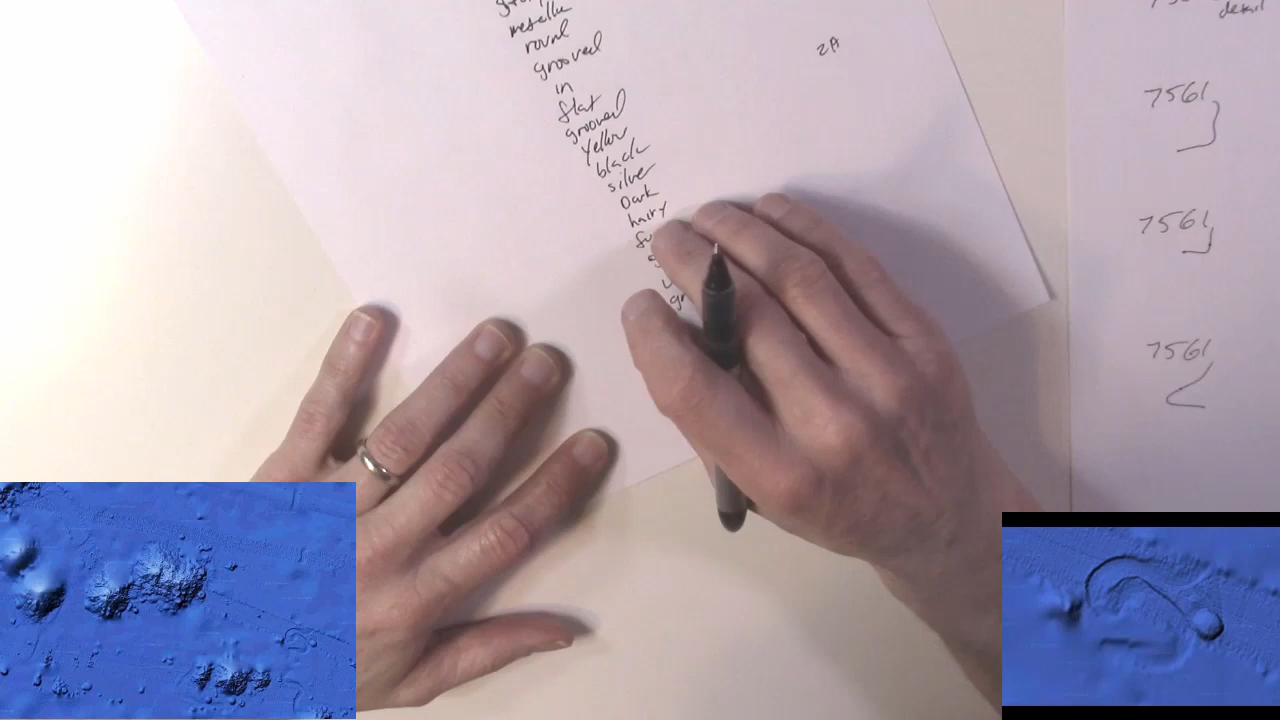 metallic
round
grooved
in
flat
grooved
yellow
black
silver
Dark
hairy
2A
detail
7561
7561
7561